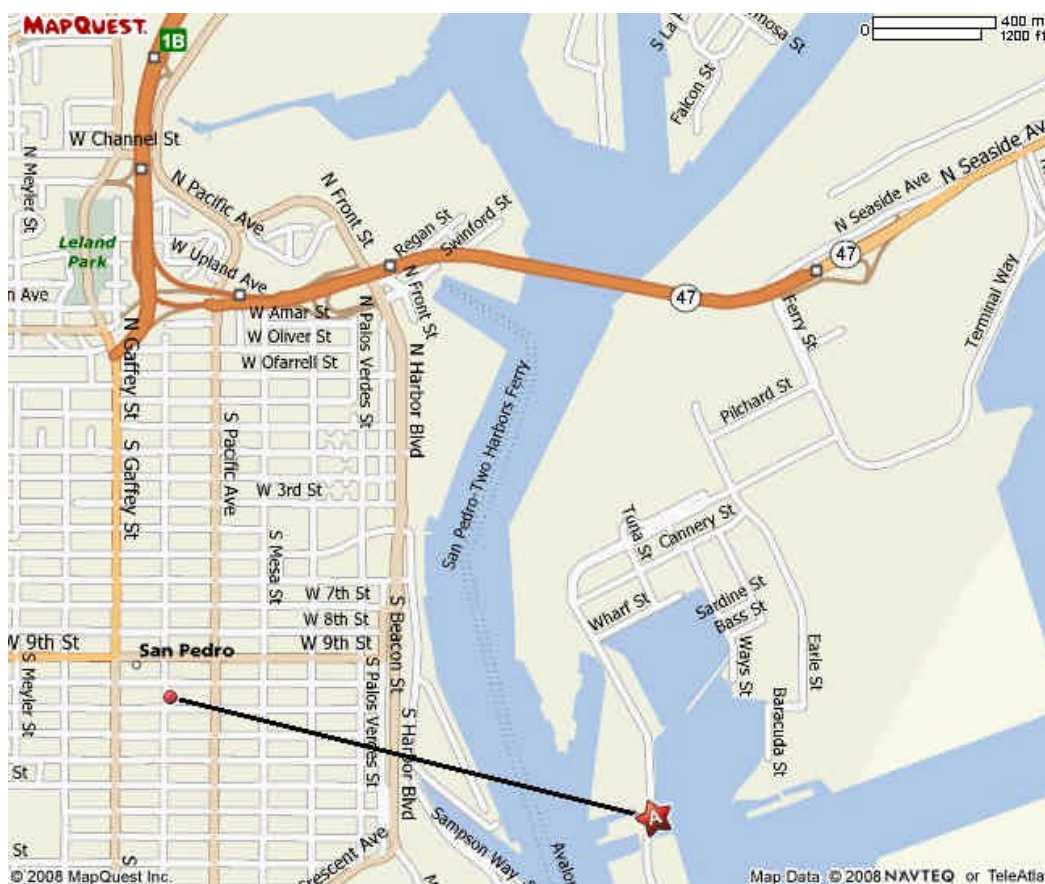 MAPQUEST.
1B
0
400 m
1200 ft
S La P
mosa St
Falcon St
W Channel St
N Meyler St
N Pacific Ave
N Front St
Regan St
Swinford St
N Seaside Ave
N Seaside Av
Leland
Park
W Upland Ave
47
47
n Ave
W Amar St
N Front St
W Oliver St
W Ofarrell St
N Gaffey St
N Palos Verdes St
N Harbor Blvd
Ferry St
Terminal Way
San Pedro-Two Harbors Ferry
Pilchard St
S Gaffey St
S Pacific Ave
W 3rd St
Tuna St
Cannery St
S Mesa St
W 7th St
Sardine St
W 8th St
S Beacon St
Wharf St
Bass St
W 9th St
San Pedro
W 9th St
Ways St
Earle St
S Meyler St
S Palos Verdes St
S Harbor Blvd
Baracuda St
St
A
Sampson Way
Avalon
St
S
rescent Ave
© 2008 MapQuest Inc.
Map Data © 2008 NAVTEQ or TeleAtla